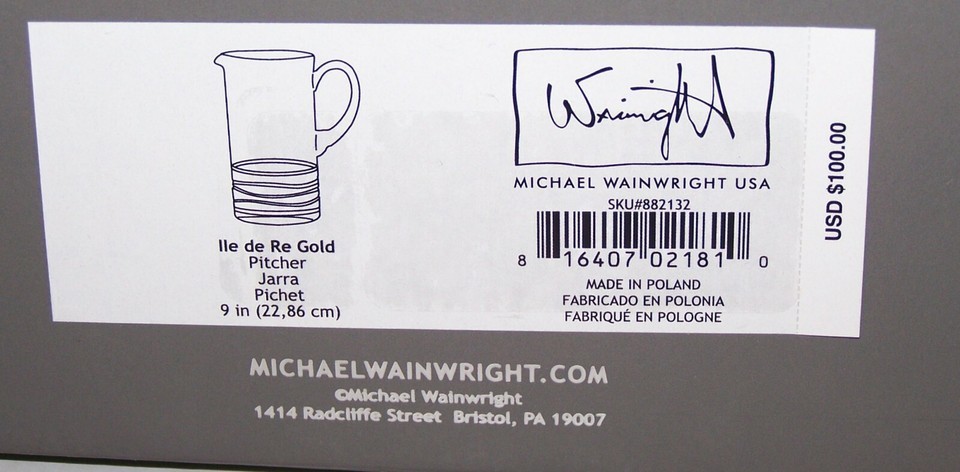 Ile de Re Gold
Pitcher
Jarra
Pichet
9 in (22,86 cm)
Wainwright
MICHAEL WAINWRIGHT USA
SKU#882132
8 16407 02181 0
MADE IN POLAND
FABRICADO EN POLONIA
FABRIQUÉ EN POLOGNE
USD $100.00
MICHAELWAINWRIGHT.COM
©Michael Wainwright
1414 Radcliffe Street Bristol, PA 19007